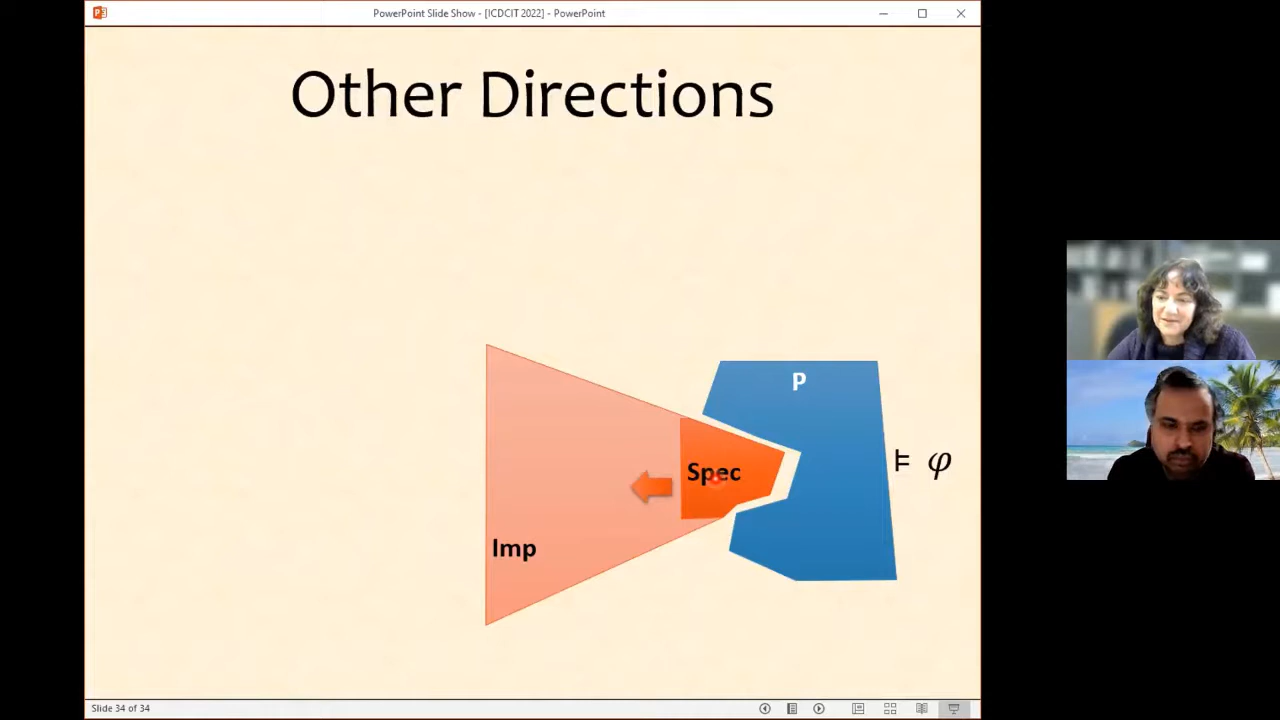 PowerPoint Slide Show - [ICDCIT 2022] - PowerPoint
Other Directions
P
Spec
⊨ φ
Imp
Slide 34 of 34